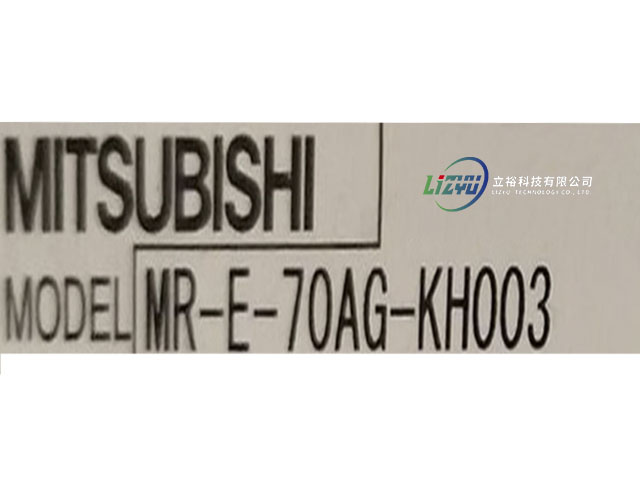 MITSUBISHI
LIZYU 立裕科技有限公司
LIZYU TECHNOLOGY CO., LTD
MODEL MR-E-70AG-KH003